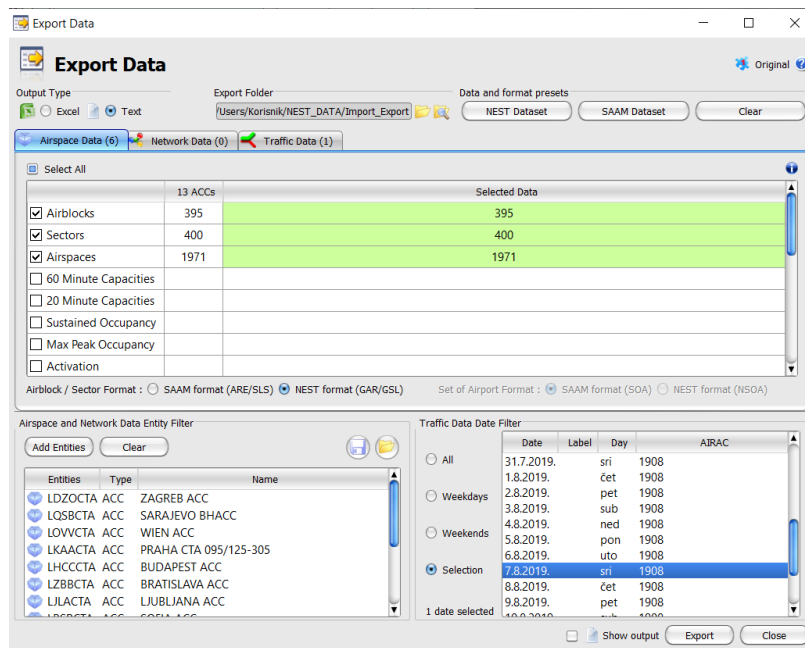 Export Data
Export Data
Original
Output Type
Export Folder
Data and format presets
Excel
Text
/Users/Korisnik/NEST_DATA/Import_Export
NEST Dataset
SAAM Dataset
Clear
Airspace Data (6)
Network Data (0)
Traffic Data (1)
Select All
13 ACCs
Selected Data
Airblocks 395 395
Sectors 400 400
Airspaces 1971 1971
60 Minute Capacities
20 Minute Capacities
Sustained Occupancy
Max Peak Occupancy
Activation
Airblock / Sector Format : SAAM format (ARE/SLS) NEST format (GAR/GSL) Set of Airport Format : SAAM format (SOA) NEST format (NSOA)
Airspace and Network Data Entity Filter
Add Entities
Clear
Entities Type Name
LDZOCTA ACC ZAGREB ACC
LQSBCTA ACC SARAJEVO BHACC
LOVVCTA ACC WIEN ACC
LKAACTA ACC PRAHA CTA 095/125-305
LHCCCTA ACC BUDAPEST ACC
LZBBCTA ACC BRATISLAVA ACC
LJLACTA ACC LJUBLJANA ACC
Traffic Data Date Filter
All
Weekdays
Weekends
Selection
1 date selected
Date Label Day AIRAC
31.7.2019. sri 1908
1.8.2019. čet 1908
2.8.2019. pet 1908
3.8.2019. sub 1908
4.8.2019. ned 1908
5.8.2019. pon 1908
6.8.2019. uto 1908
7.8.2019. sri 1908
8.8.2019. čet 1908
9.8.2019. pet 1908
Show output
Export
Close